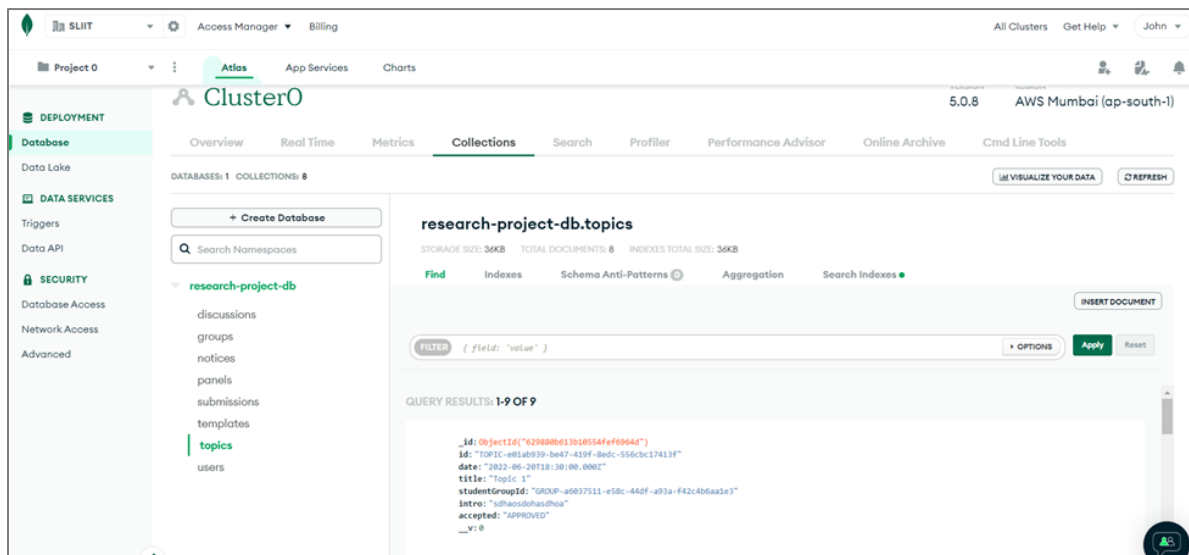 SLIIT Access Manager Billing All Clusters Get Help John
Project 0 Atlas App Services Charts
Cluster0
5.0.8 AWS Mumbai (ap-south-1)
DEPLOYMENT
Database
Data Lake
DATA SERVICES
Triggers
Data API
SECURITY
Database Access
Network Access
Advanced
Overview Real Time Metrics Collections Search Profiler Performance Advisor Online Archive Cmd Line Tools
DATABASES: 1 COLLECTIONS: 8
VISUALIZE YOUR DATA REFRESH
+ Create Database
Search Namespaces
research-project-db
discussions
groups
notices
panels
submissions
templates
topics
users
research-project-db.topics
STORAGE SIZE: 36KB TOTAL DOCUMENTS: 8 INDEXES TOTAL SIZE: 36KB
Find Indexes Schema Anti-Patterns 0 Aggregation Search Indexes
INSERT DOCUMENT
FILTER { field: 'value' } OPTIONS Apply Reset
QUERY RESULTS: 1-9 OF 9
_id: ObjectId("629880b613b10554fef6964d")
id: "TOPIC-e01ab939-be47-419f-8edc-556cbc17413f"
date: "2022-06-20T18:30:00.000Z"
title: "Topic 1"
studentGroupId: "GROUP-a6037511-e58c-44df-a93a-f42c4b6aa1e3"
intro: "sdhaosdohasdhoa"
accepted: "APPROVED"
__v: 0